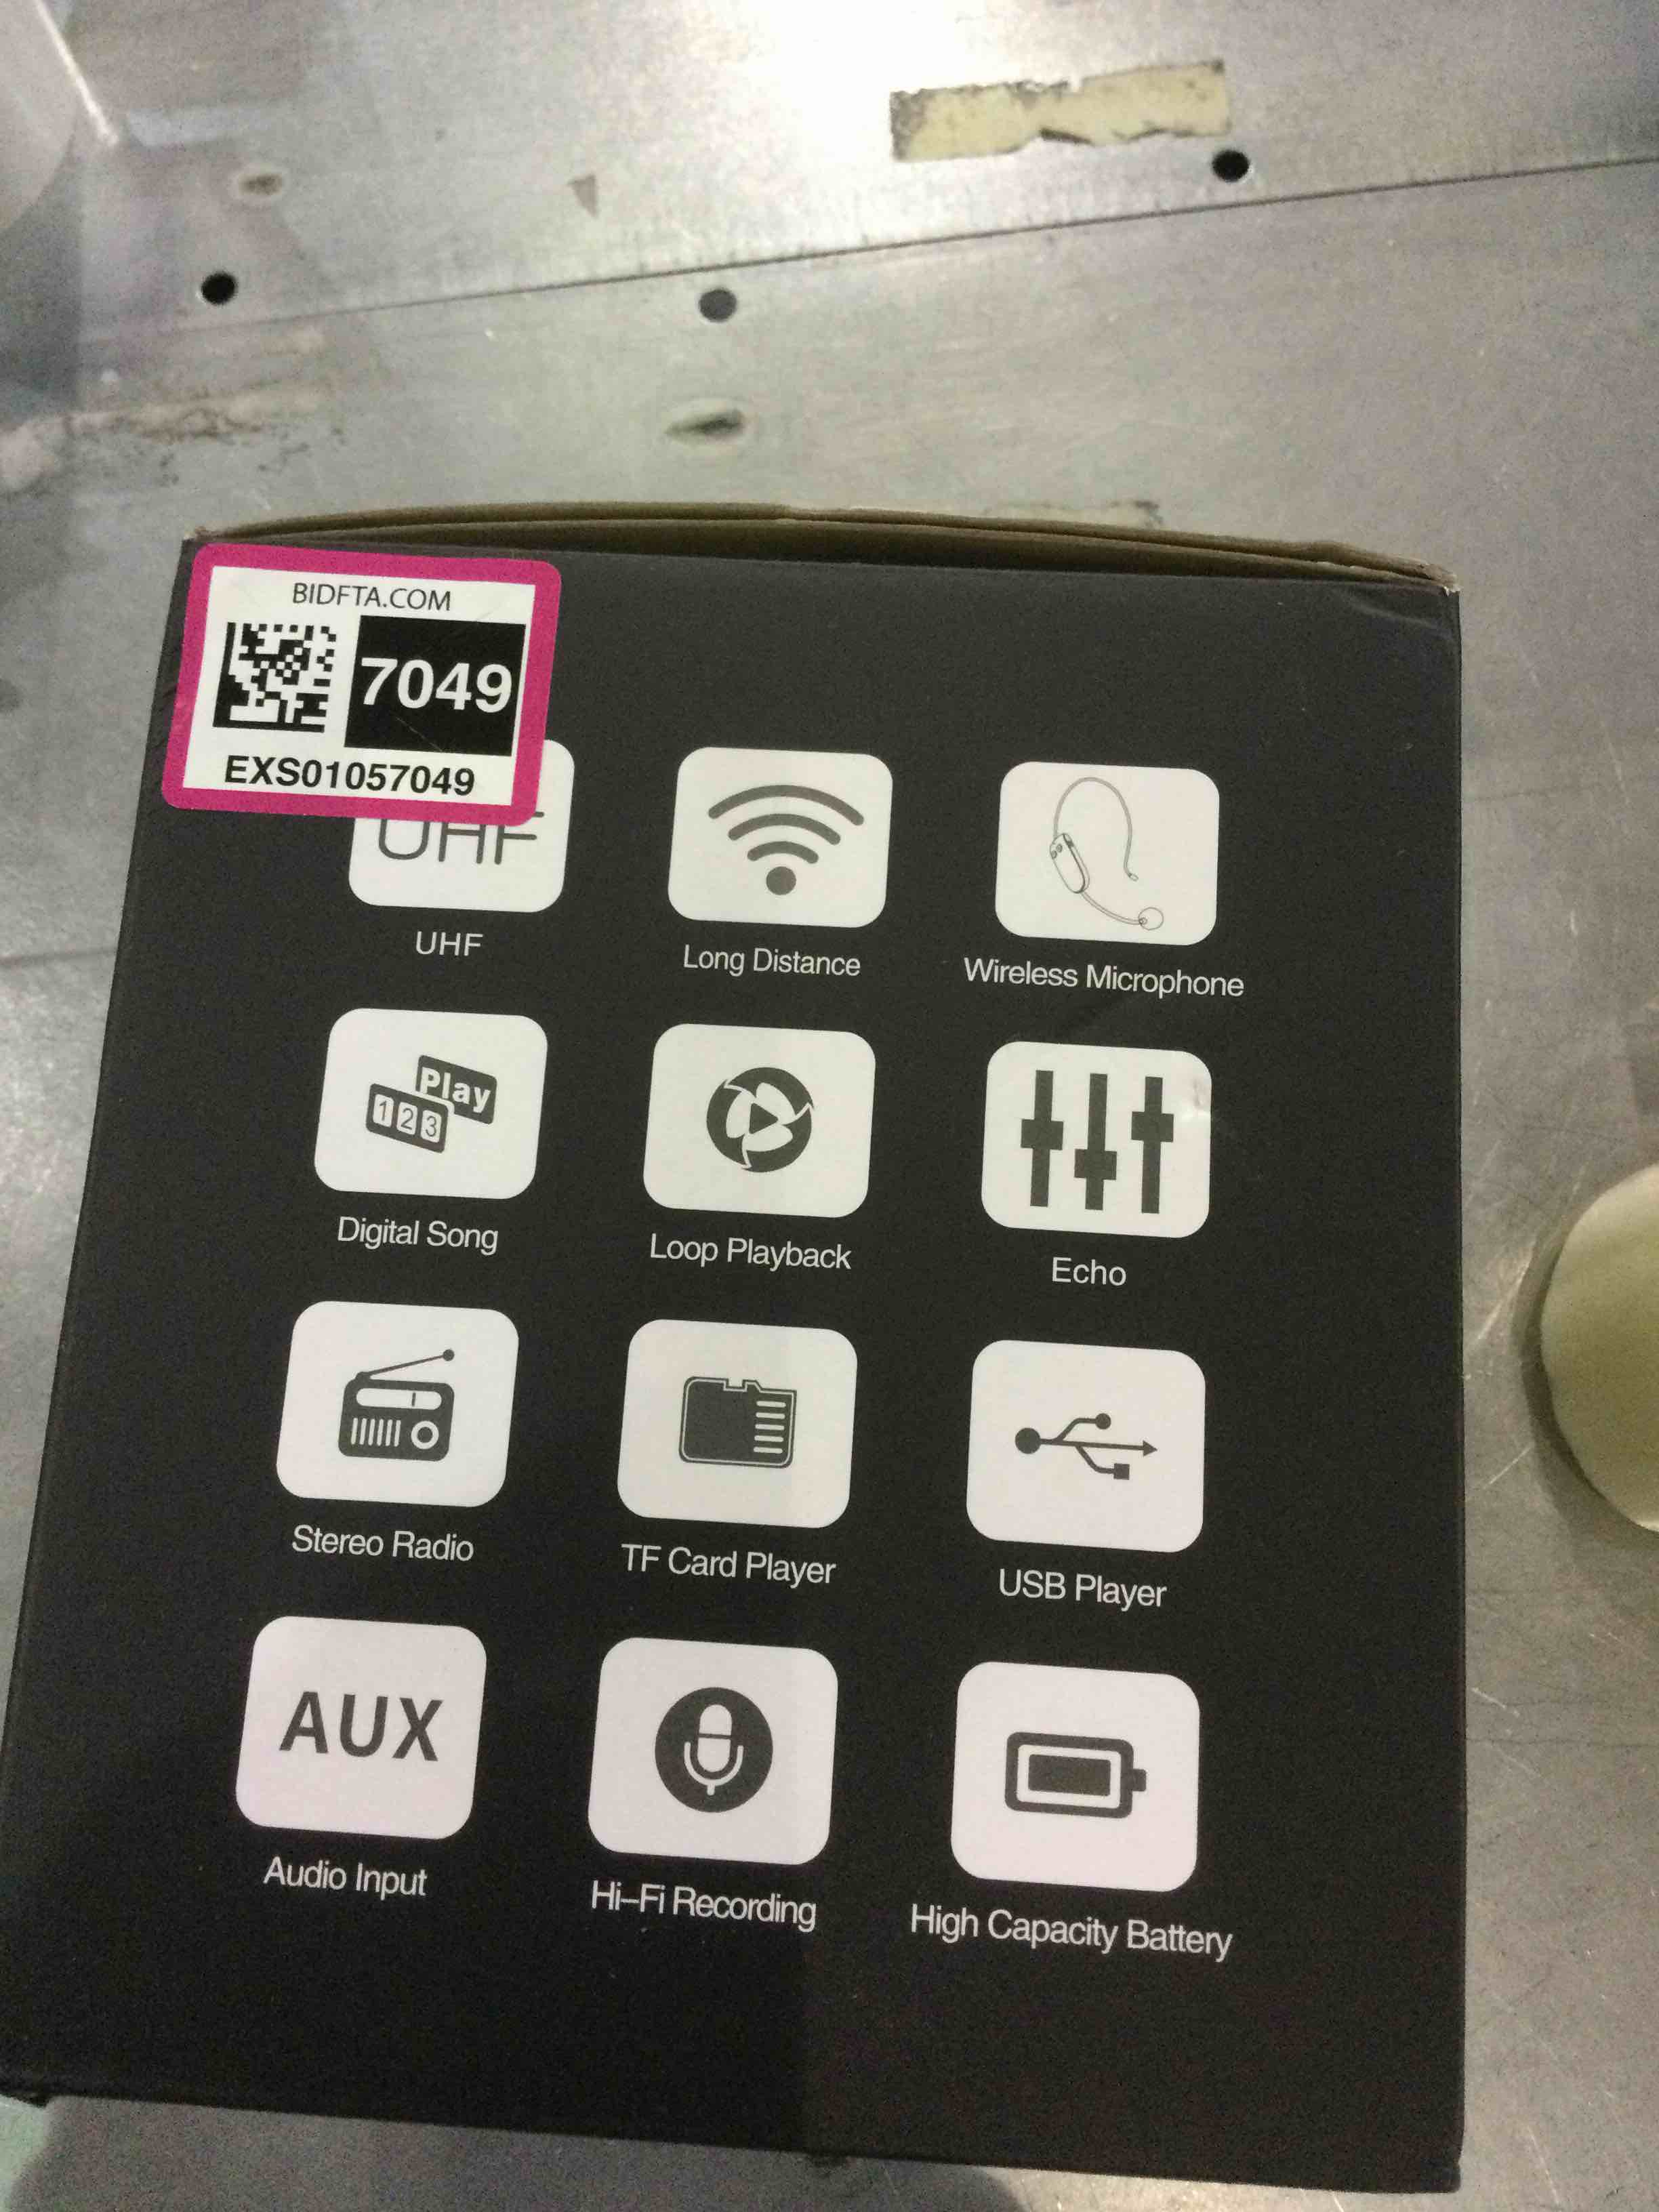 BIDFTA.COM
7049
EXS01057049
UHF
UHF
Long Distance
Wireless Microphone
Play
123
Digital Song
Loop Playback
Echo
Stereo Radio
TF Card Player
USB Player
AUX
Audio Input
Hi-Fi Recording
High Capacity Battery